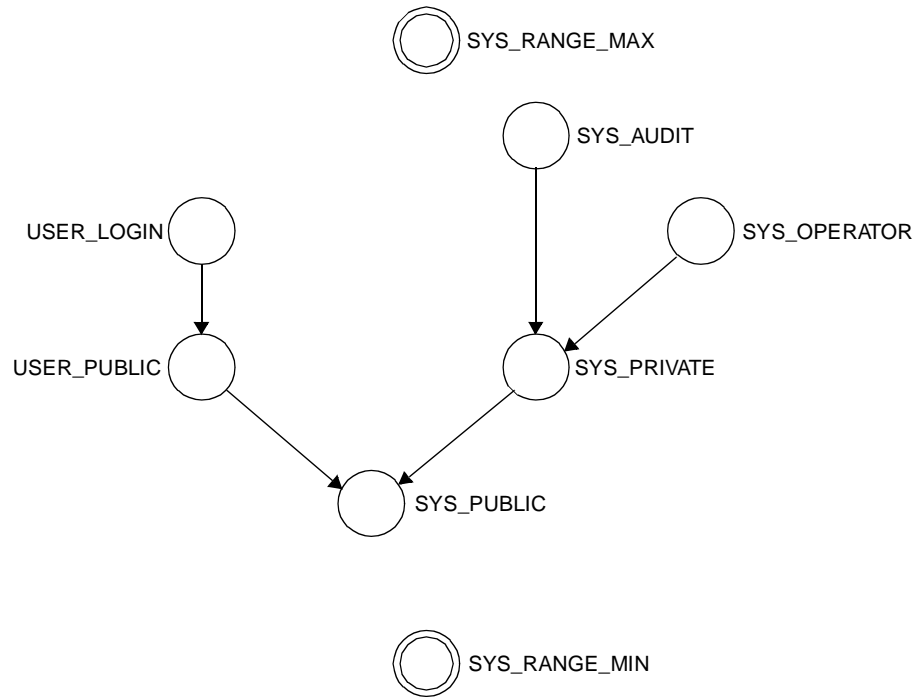 SYS_RANGE_MAX
SYS_AUDIT
USER_LOGIN
SYS_OPERATOR
USER_PUBLIC
SYS_PRIVATE
SYS_PUBLIC
SYS_RANGE_MIN